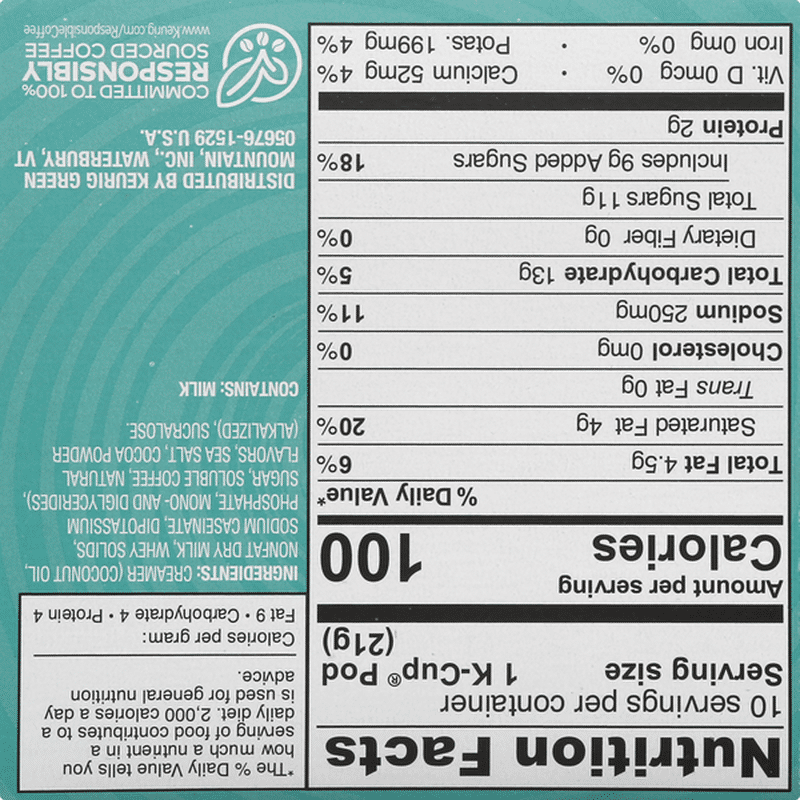 Nutrition Facts
10 servings per container
Serving size 1 K-Cup® Pod
(21g)
Amount per serving
Calories 100
% Daily Value*
Total Fat 4.5g 6%
Saturated Fat 4g 20%
Trans Fat 0g
Cholesterol 0mg 0%
Sodium 250mg 11%
Total Carbohydrate 13g 5%
Dietary Fiber 0g 0%
Total Sugars 11g
Includes 9g Added Sugars 18%
Protein 2g
Vit. D 0mcg 0% • Calcium 52mg 4%
Iron 0mg 0% • Potas. 199mg 4%
*The % Daily Value tells you
how much a nutrient in a
serving of food contributes to a
daily diet. 2,000 calories a day
is used for general nutrition
advice.
Calories per gram:
Fat 9 • Carbohydrate 4 • Protein 4
INGREDIENTS: CREAMER (COCONUT OIL,
NONFAT DRY MILK, WHEY SOLIDS,
SODIUM CASEINATE, DIPOTASSIUM
PHOSPHATE, MONO- AND DIGLYCERIDES),
SUGAR, SOLUBLE COFFEE, NATURAL
FLAVORS, SEA SALT, COCOA POWDER
(ALKALIZED), SUCRALOSE.
CONTAINS: MILK
DISTRIBUTED BY KEURIG GREEN
MOUNTAIN, INC., WATERBURY, VT
05676-1529 U.S.A.
COMMITTED TO 100%
RESPONSIBLY
SOURCED COFFEE
www.Keurig.com/ResponsibleCoffee